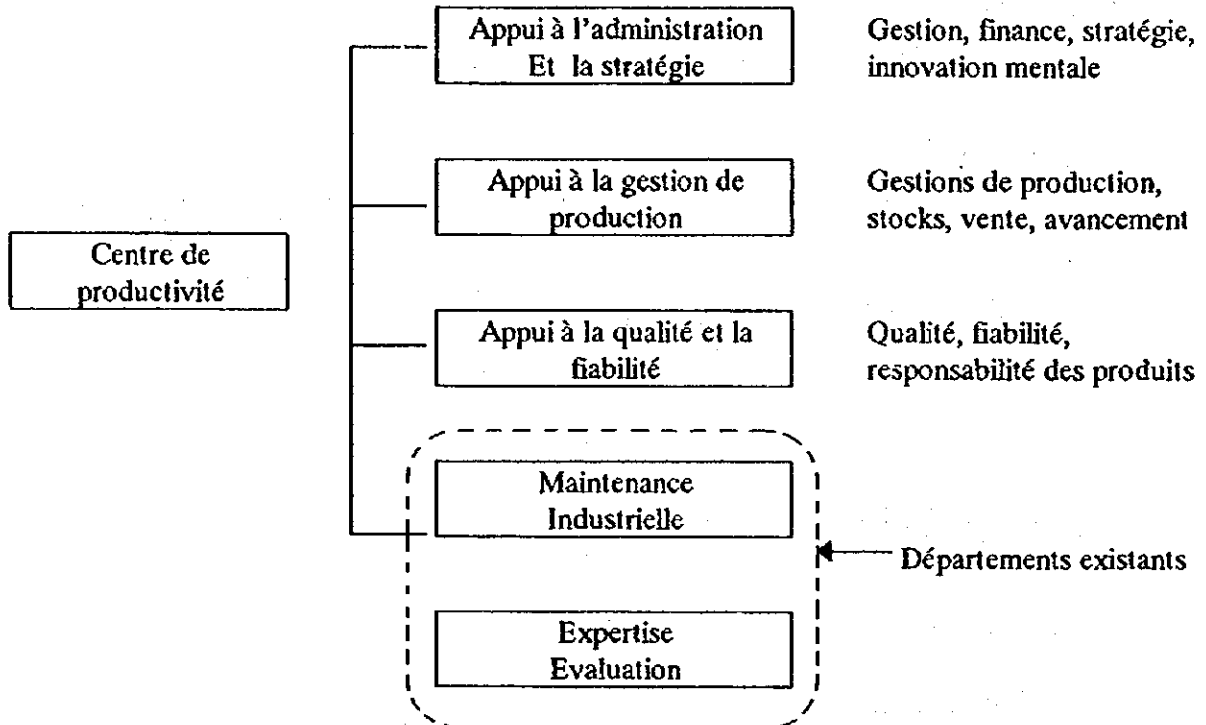 Appui à l'administration
Et la stratégie
Gestion, finance, stratégie,
innovation mentale
Appui à la gestion de
production
Gestions de production,
stocks, vente, avancement
Centre de
productivité
Appui à la qualité et la
fiabilité
Qualité, fiabilité,
responsabilité des produits
Maintenance
Industrielle
Départements existants
Expertise
Evaluation